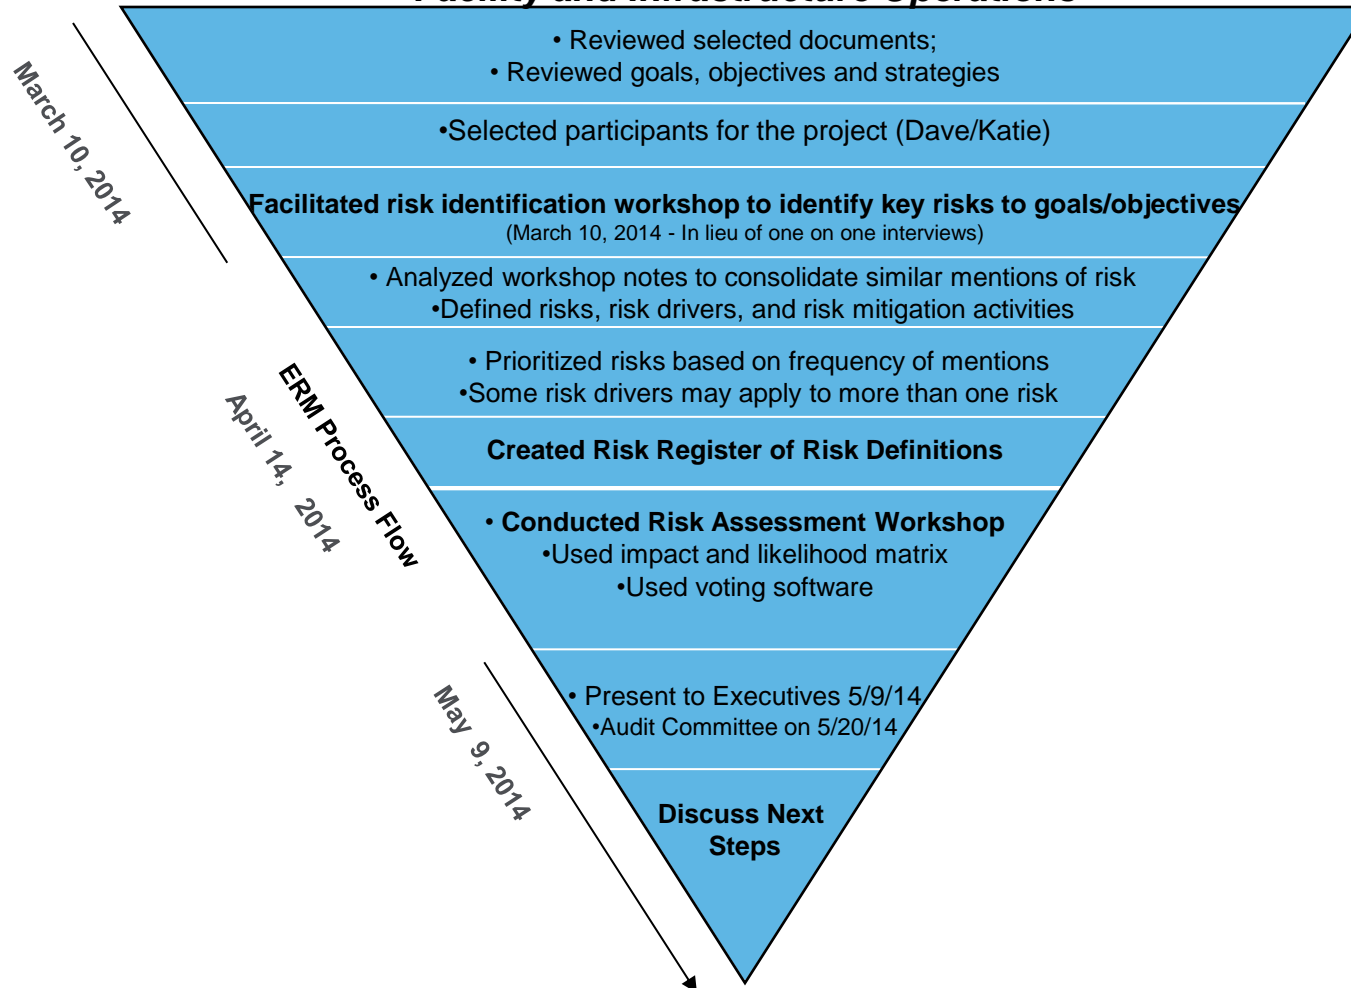 Facility and Infrastructure Operations
• Reviewed selected documents;
• Reviewed goals, objectives and strategies
•Selected participants for the project (Dave/Katie)
Facilitated risk identification workshop to identify key risks to goals/objectives
(March 10, 2014 - In lieu of one on one interviews)
• Analyzed workshop notes to consolidate similar mentions of risk
•Defined risks, risk drivers, and risk mitigation activities
• Prioritized risks based on frequency of mentions
•Some risk drivers may apply to more than one risk
Created Risk Register of Risk Definitions
• Conducted Risk Assessment Workshop
•Used impact and likelihood matrix
•Used voting software
• Present to Executives 5/9/14
•Audit Committee on 5/20/14
Discuss Next
Steps
March 10, 2014
ERM Process Flow
April 14, 2014
May 9, 2014